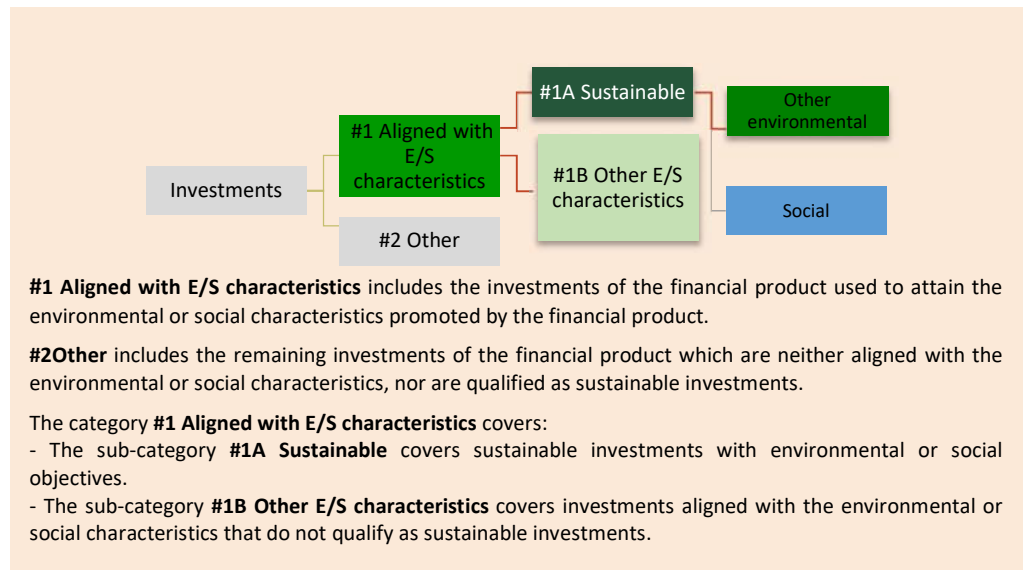 #1A Sustainable
Other
environmental
#1 Aligned with
E/S
characteristics
#1B Other E/S
characteristics
Investments
Social
#2 Other
#1 Aligned with E/S characteristics includes the investments of the financial product used to attain the
environmental or social characteristics promoted by the financial product.
#2Other includes the remaining investments of the financial product which are neither aligned with the
environmental or social characteristics, nor are qualified as sustainable investments.
The category #1 Aligned with E/S characteristics covers:
- The sub-category #1A Sustainable covers sustainable investments with environmental or social
objectives.
- The sub-category #1B Other E/S characteristics covers investments aligned with the environmental or
social characteristics that do not qualify as sustainable investments.